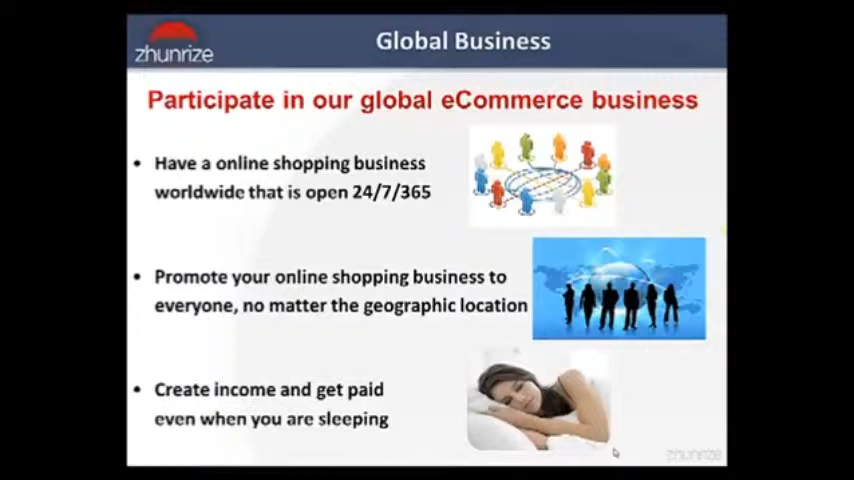 zhunrize
Global Business
Participate in our global eCommerce business
• Have a online shopping business
worldwide that is open 24/7/365
• Promote your online shopping business to
everyone, no matter the geographic location
• Create income and get paid
even when you are sleeping
zhunrize